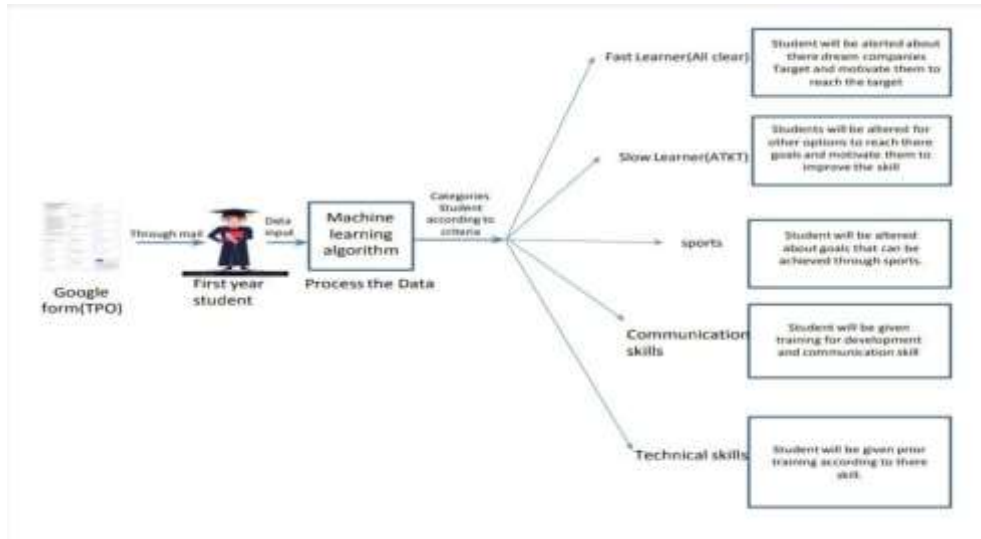 Google
form(TPO)
Through mail
First year
student
Data
input
Machine
learning
algorithm
Process the Data
Categories
Student
according to
criteria
Fast Learner(All clear)
Student will be alerted about
there dream companies
Target and motivate them to
reach the target
Slow Learner(ATKT)
Students will be altered for
other options to reach there
goals and motivate them to
improve the skill
sports
Student will be altered
about goals that can be
achieved through sports.
Communication
skills
Student will be given
training for development
and communication skill
Technical skills
Student will be given prior
training according to there
skill.